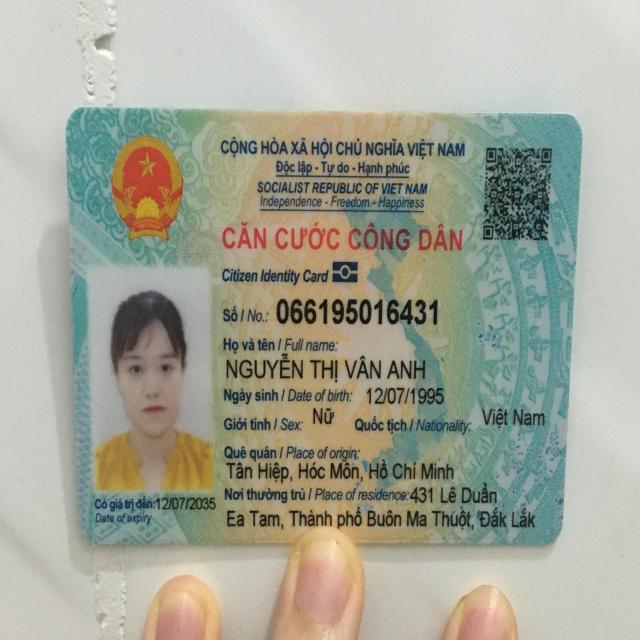 CỘNG HÒA XÃ HỘI CHỦ NGHĨA VIỆT NAM
Độc lập - Tự do - Hạnh phúc
SOCIALIST REPUBLIC OF VIET NAM
Independence - Freedom - Happiness
CĂN CƯỚC CÔNG DÂN
Citizen Identity Card
Số / No.: 066195016431
Họ và tên / Full name:
NGUYỄN THỊ VÂN ANH
Ngày sinh / Date of birth: 12/07/1995
Giới tính / Sex: Nữ Quốc tịch / Nationality: Việt Nam
Quê quán / Place of origin:
Tân Hiệp, Hóc Môn, Hồ Chí Minh
Nơi thường trú / Place of residence: 431 Lê Duẩn
Ea Tam, Thành phố Buôn Ma Thuột, Đắk Lắk
Có giá trị đến: 12/07/2035
Date of expiry